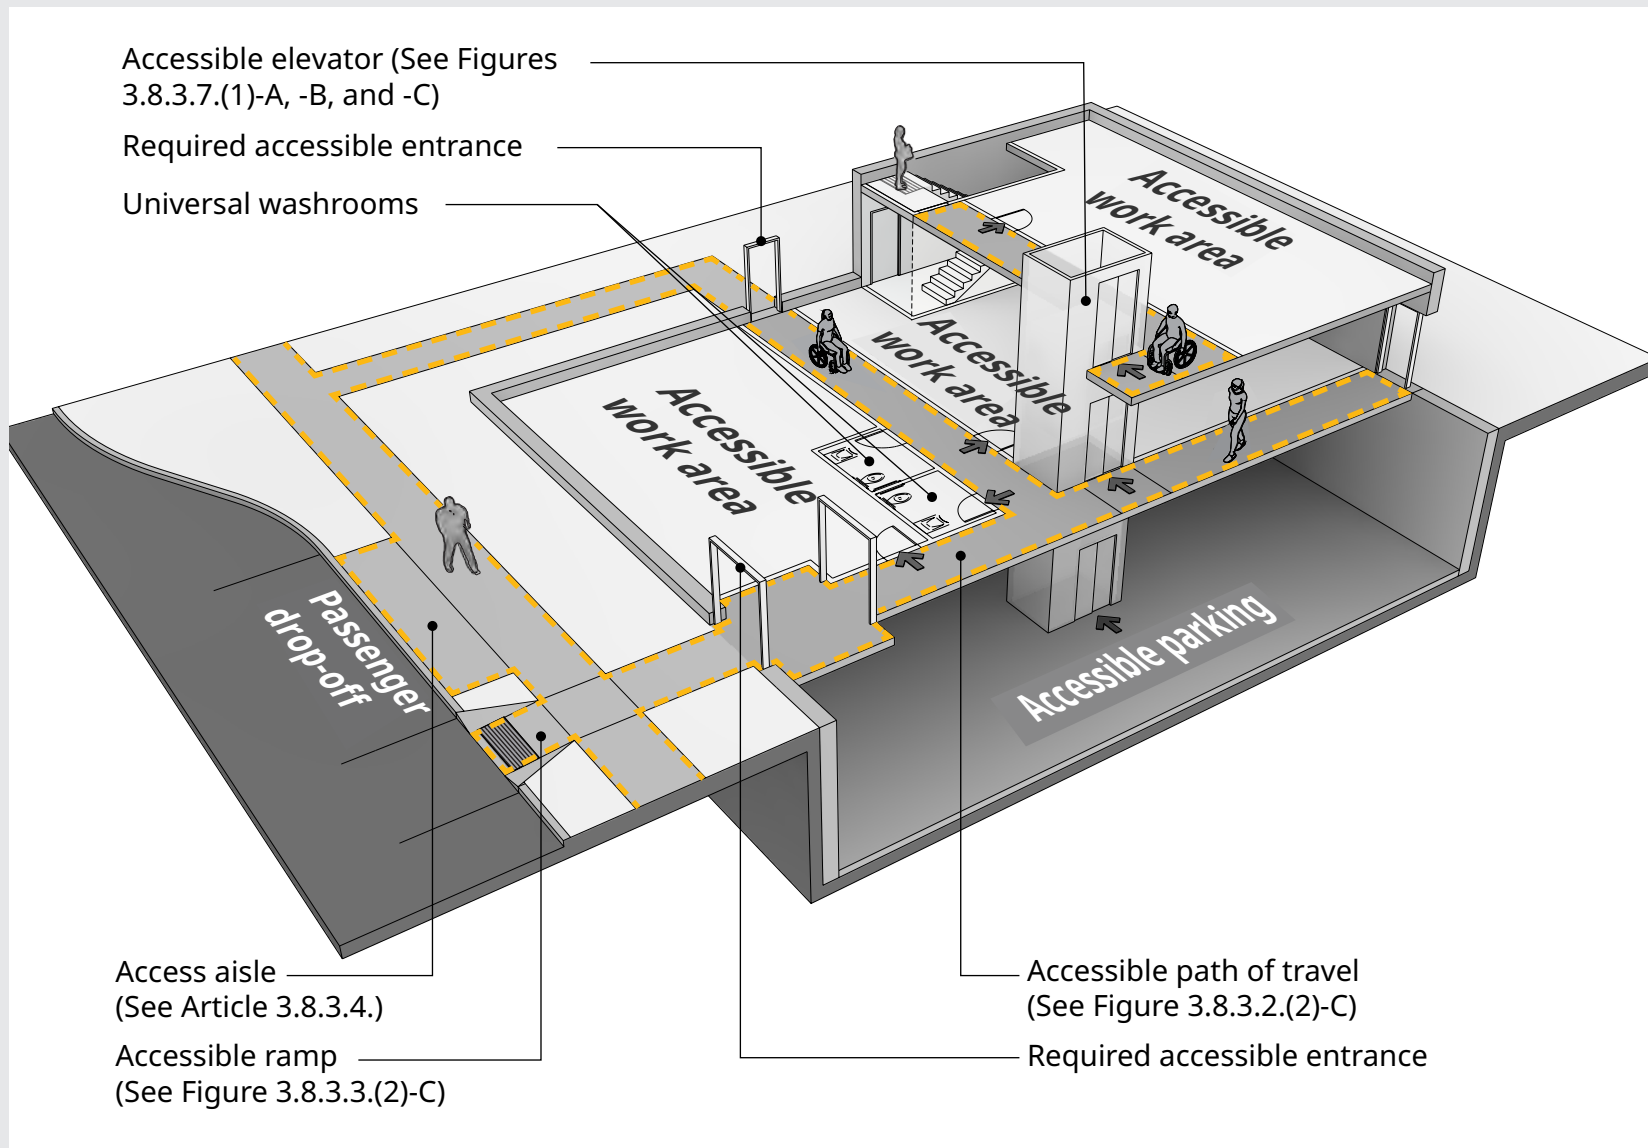 Accessible elevator (See Figures
3.8.3.7.(1)-A, -B, and -C)
Required accessible entrance
Universal washrooms
Accessible
work area
Accessible
work area
Accessible
work area
Passenger
drop-off
Accessible parking
Access aisle
(See Article 3.8.3.4.)
Accessible ramp
(See Figure 3.8.3.3.(2)-C)
Accessible path of travel
(See Figure 3.8.3.2.(2)-C)
Required accessible entrance